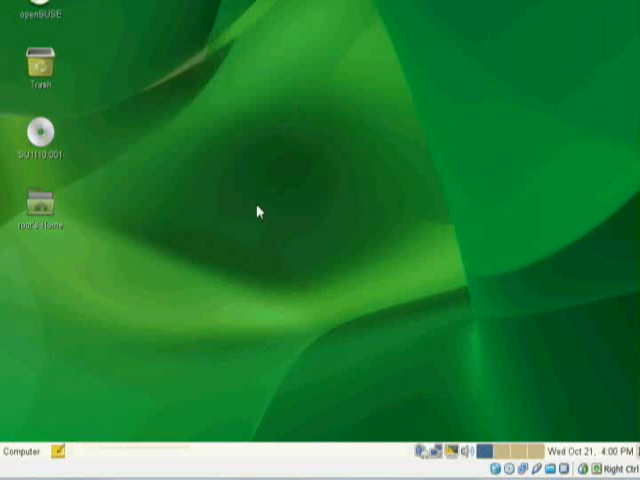 openSUSE
Trash
SU1110.001
root's Home
Computer
Wed Oct 21, 4:00 PM
Right Ctrl